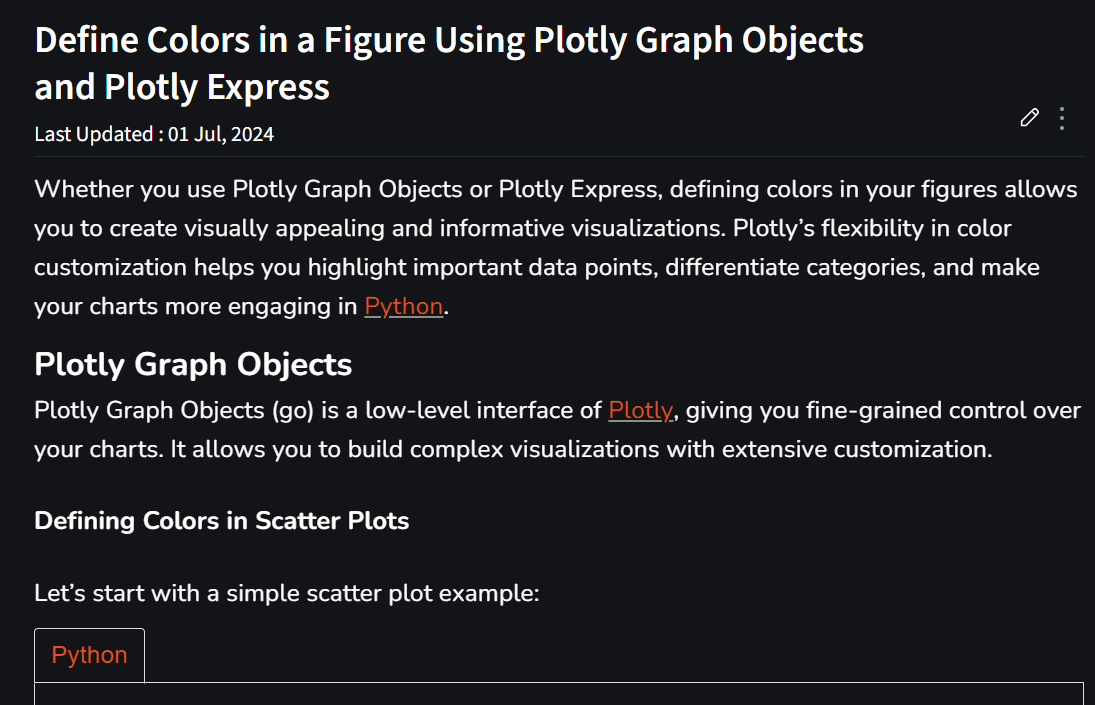 Define Colors in a Figure Using Plotly Graph Objects
and Plotly Express
Last Updated : 01 Jul, 2024
Whether you use Plotly Graph Objects or Plotly Express, defining colors in your figures allows
you to create visually appealing and informative visualizations. Plotly’s flexibility in color
customization helps you highlight important data points, differentiate categories, and make
your charts more engaging in Python.
Plotly Graph Objects
Plotly Graph Objects (go) is a low-level interface of Plotly, giving you fine-grained control over
your charts. It allows you to build complex visualizations with extensive customization.
Defining Colors in Scatter Plots
Let’s start with a simple scatter plot example:
Python